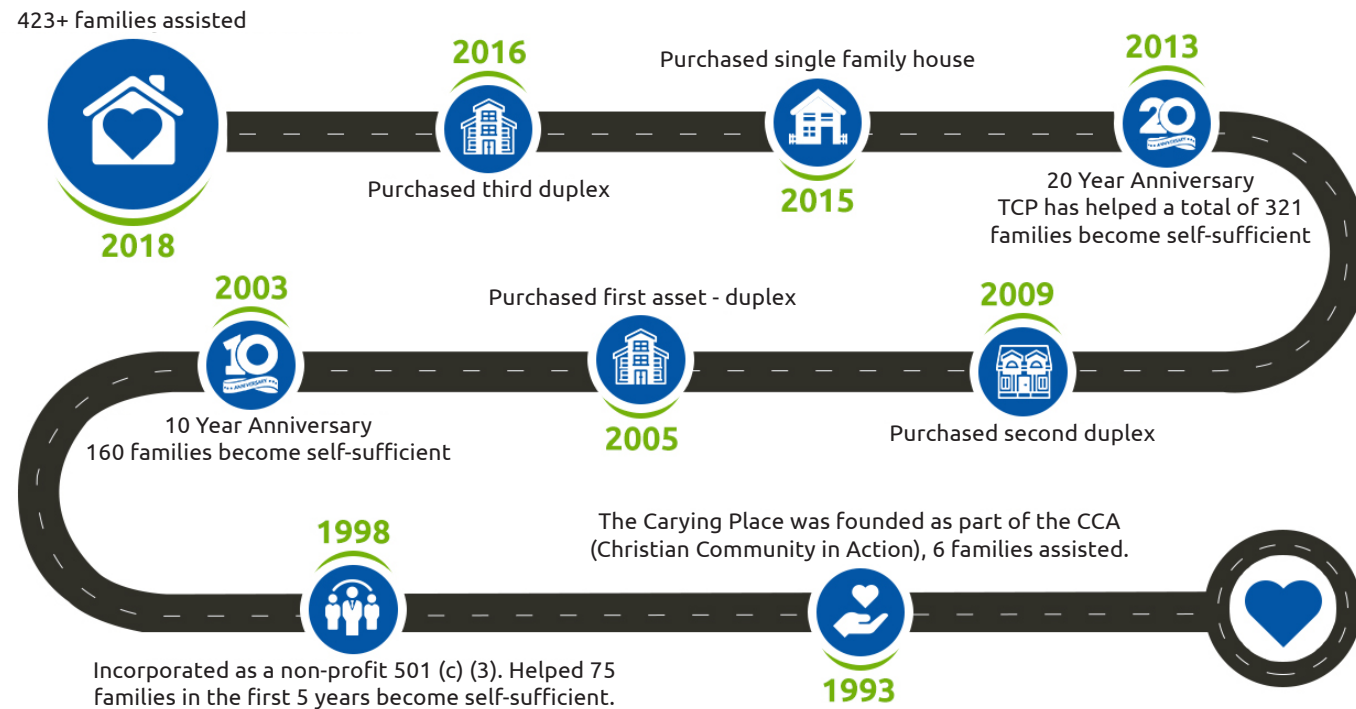 423+ families assisted
2018
2016
Purchased third duplex
Purchased single family house
2015
2013
20
ANNIVERSARY
20 Year Anniversary
TCP has helped a total of 321
families become self-sufficient
2003
10
ANNIVERSARY
10 Year Anniversary
160 families become self-sufficient
Purchased first asset - duplex
2005
2009
Purchased second duplex
1998
Incorporated as a non-profit 501 (c) (3). Helped 75
families in the first 5 years become self-sufficient.
The Carying Place was founded as part of the CCA
(Christian Community in Action), 6 families assisted.
1993